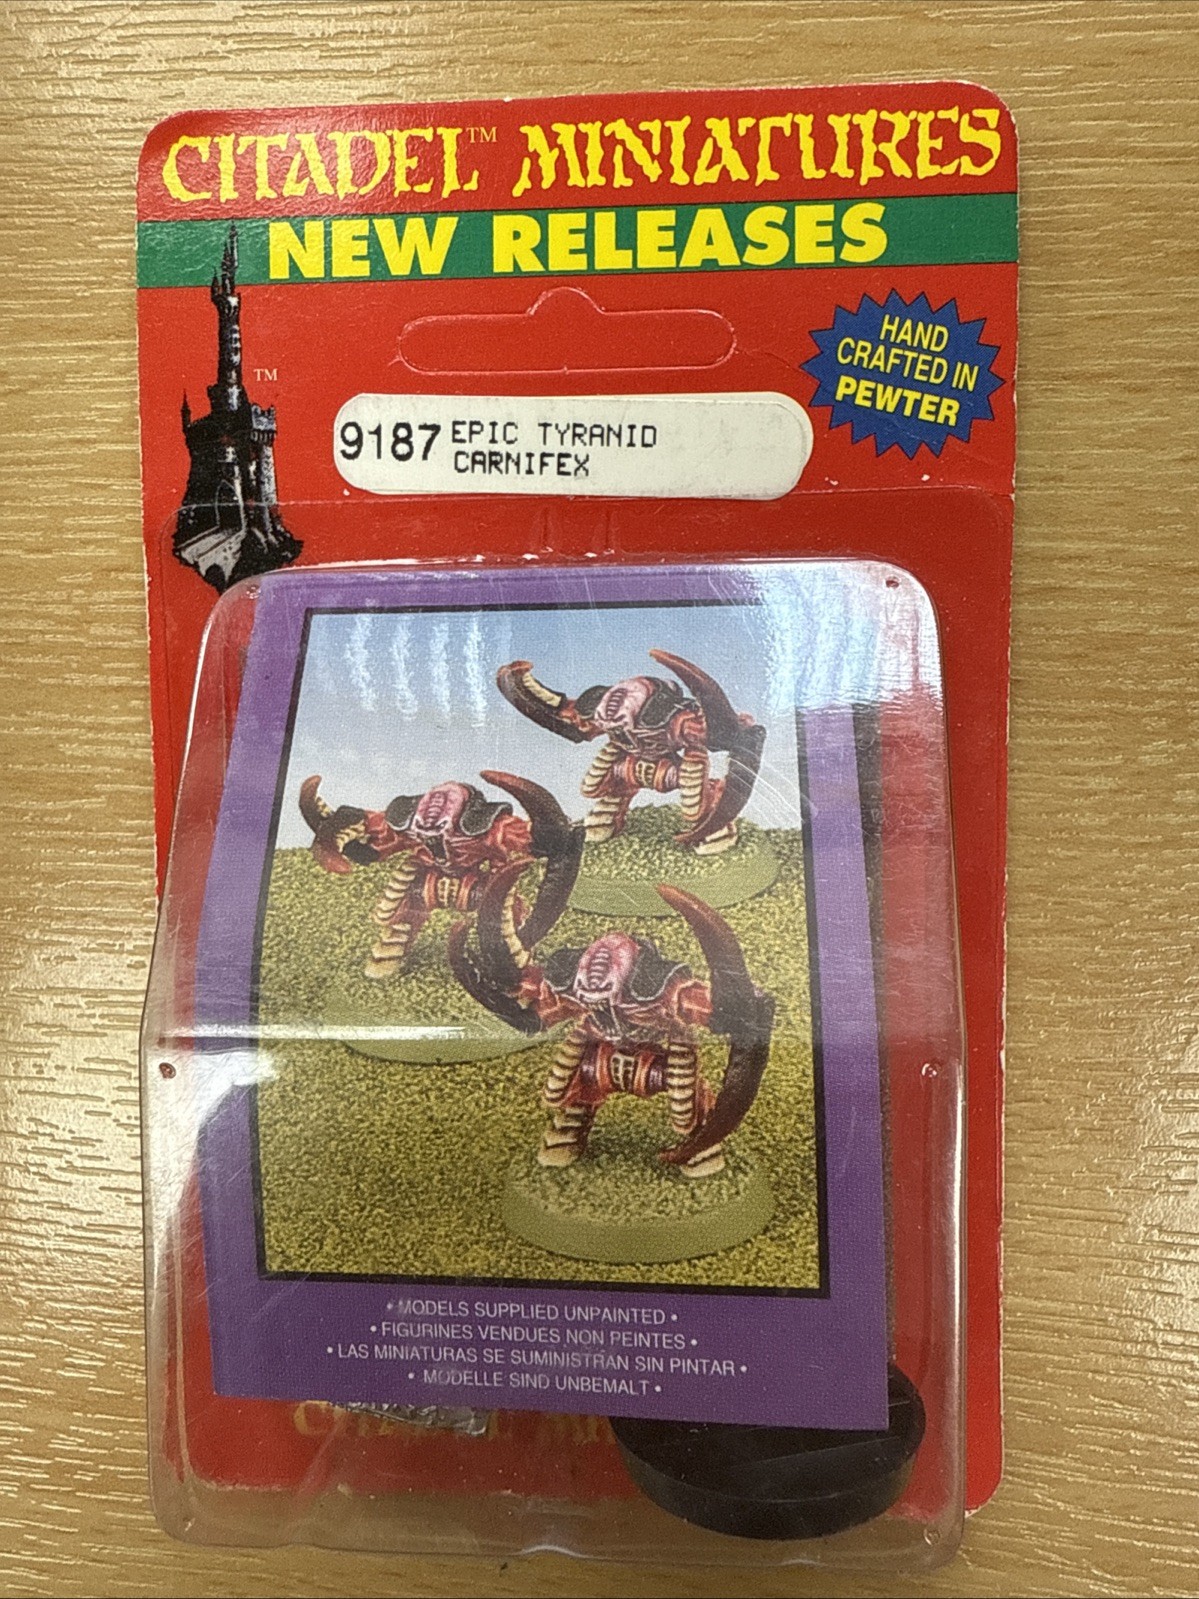 CITADEL™ MINIATURES
NEW RELEASES
™
HAND
CRAFTED IN
PEWTER
9187 EPIC TYRANID
CARNIFEX
• MODELS SUPPLIED UNPAINTED •
• FIGURINES VENDUES NON PEINTES •
• LAS MINIATURAS SE SUMINISTRAN SIN PINTAR •
• MODELLE SIND UNBEMALT •
CITADEL